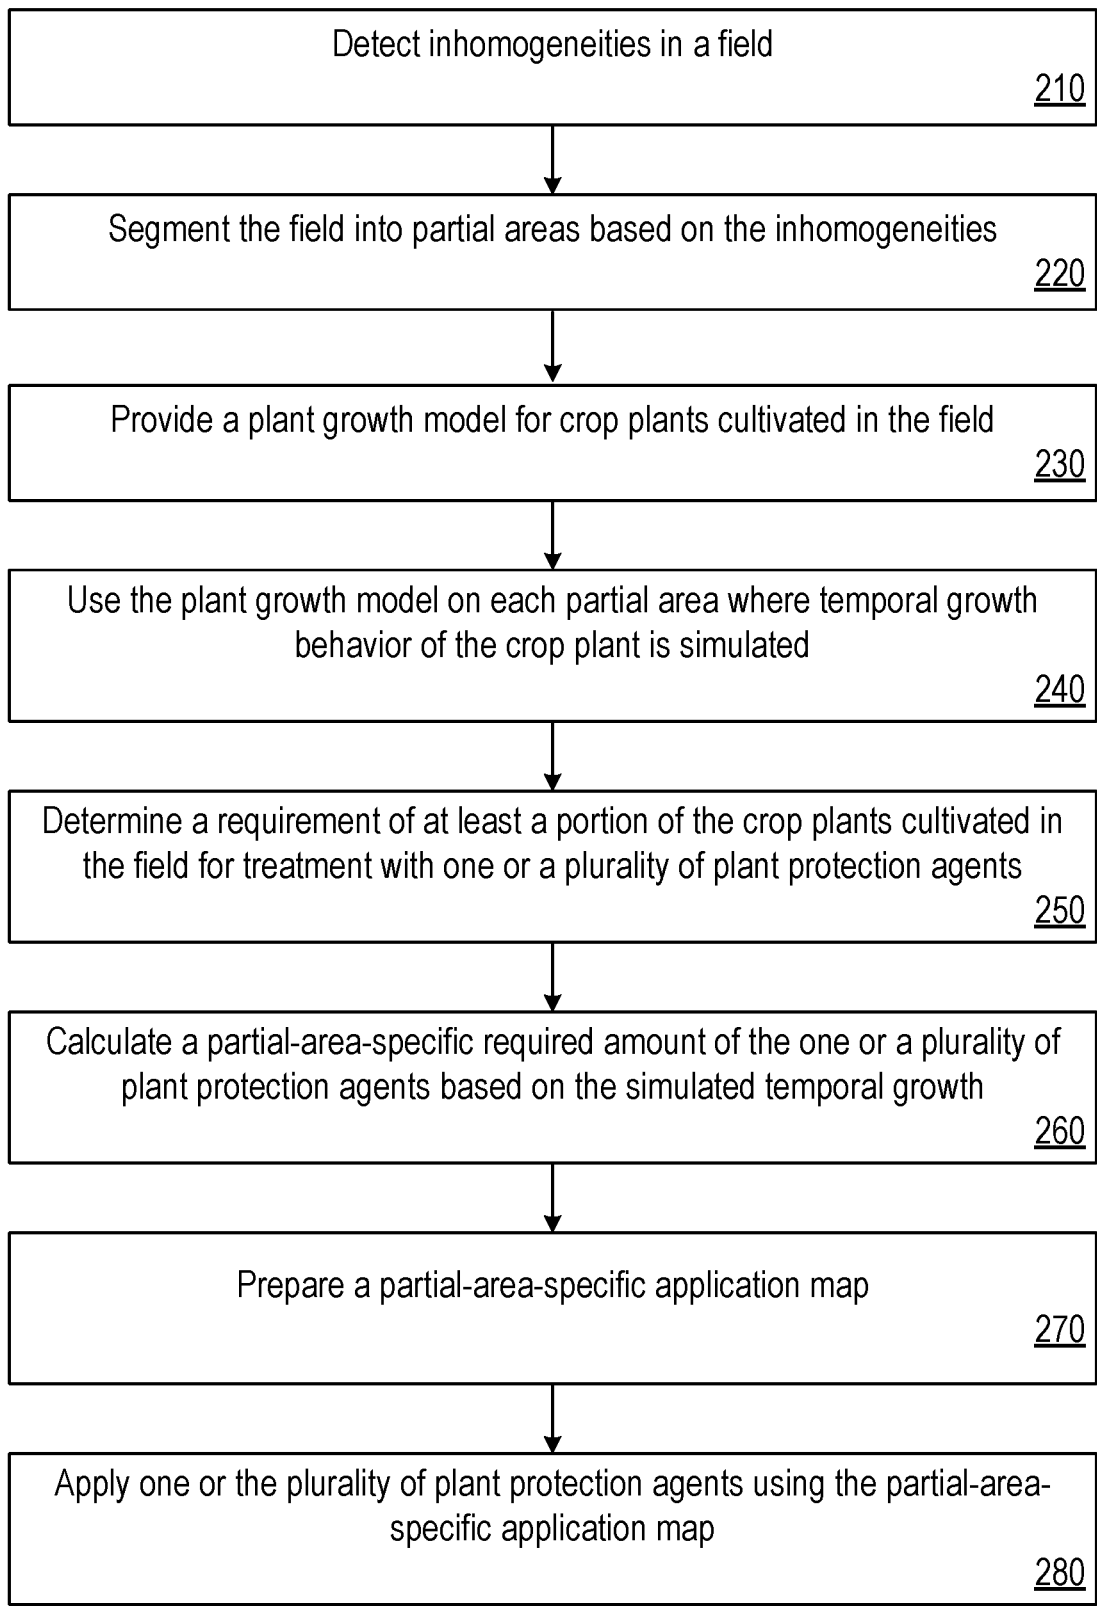 Detect inhomogeneities in a field
210
Segment the field into partial areas based on the inhomogeneities
220
Provide a plant growth model for crop plants cultivated in the field
230
Use the plant growth model on each partial area where temporal growth
behavior of the crop plant is simulated
240
Determine a requirement of at least a portion of the crop plants cultivated in
the field for treatment with one or a plurality of plant protection agents
250
Calculate a partial-area-specific required amount of the one or a plurality of
plant protection agents based on the simulated temporal growth
260
Prepare a partial-area-specific application map
270
Apply one or the plurality of plant protection agents using the partial-area-
specific application map
280